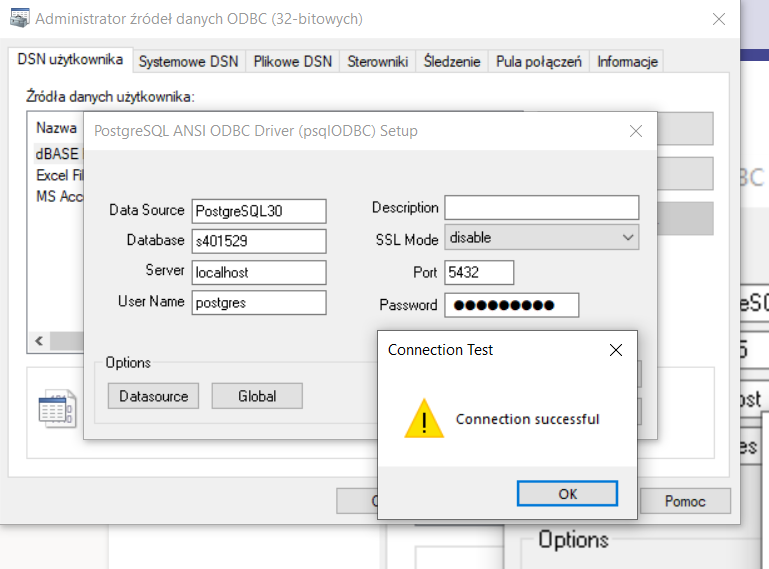 Administrator źródeł danych ODBC (32-bitowych)
DSN użytkownika Systemowe DSN Plikowe DSN Sterowniki Śledzenie Pula połączeń Informacje
Źródła danych użytkownika:
Nazwa
dBASE
Excel Fil
MS Acc
PostgreSQL ANSI ODBC Driver (psqlODBC) Setup
Data Source PostgreSQL30
Description
Database s401529
SSL Mode disable
Server localhost
Port 5432
User Name postgres
Password ●●●●●●●●●
Options
Datasource Global
Connection Test
Connection successful
OK
Pomoc
BC
eSQ
5
ost
es
Options